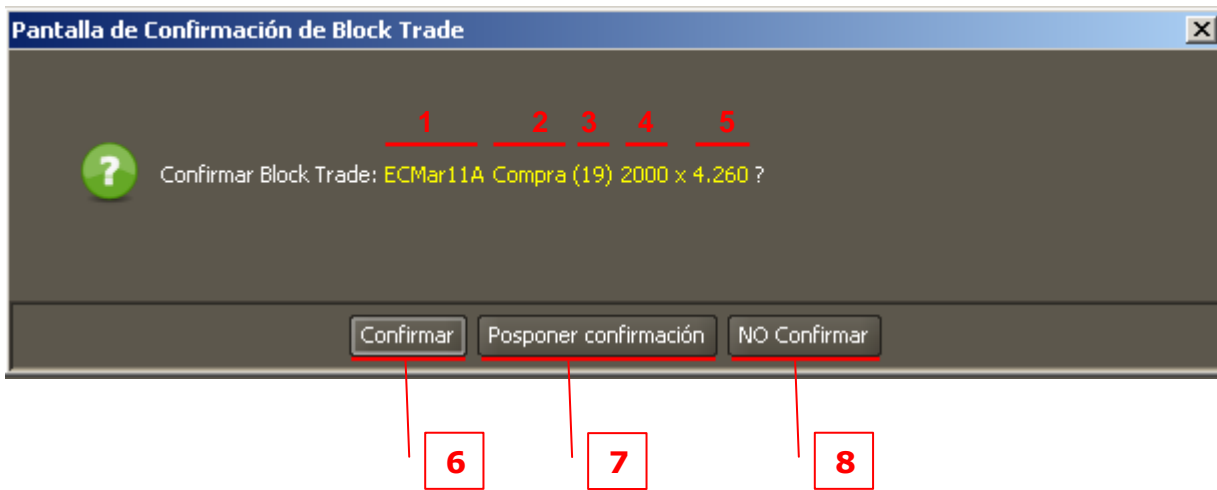 Pantalla de Confirmación de Block Trade
1 2 3 4 5
Confirmar Block Trade: ECMar11A Compra (19) 2000 x 4.260 ?
Confirmar Posponer confirmación NO Confirmar
6 7 8